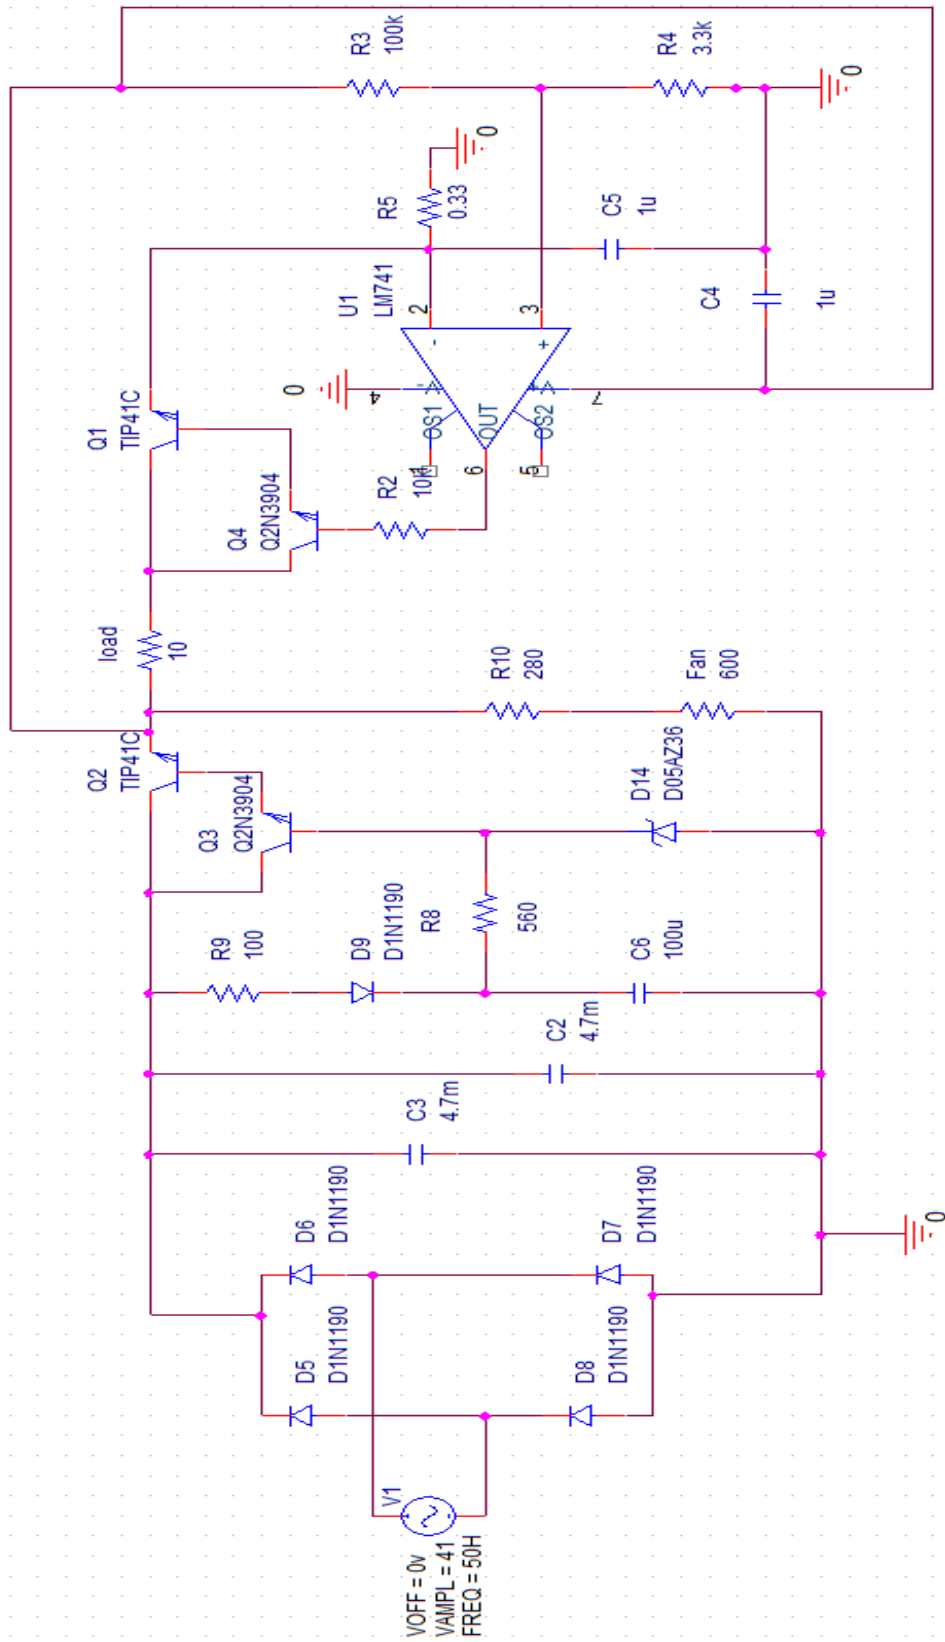 VOFF = 0v
VAMPL = 41
FREQ = 50H
V1
D5
D1N1190
D6
D1N1190
D8
D1N1190
D7
D1N1190
0
C3
4.7m
C2
4.7m
R9
100
D9
D1N1190
R8
560
C6
100u
Q3
Q2N3904
Q2
TIP41C
D14
D05AZ36
R10
280
Fan
600
load
10
Q4
Q2N3904
Q1
TIP41C
R2
10K
0
U1
LM741
2
3
-
+
4
7
OS1
OUT
OS2
6
5
R5
0.33
0
C5
1u
C4
1u
R3
100k
R4
3.3k
0